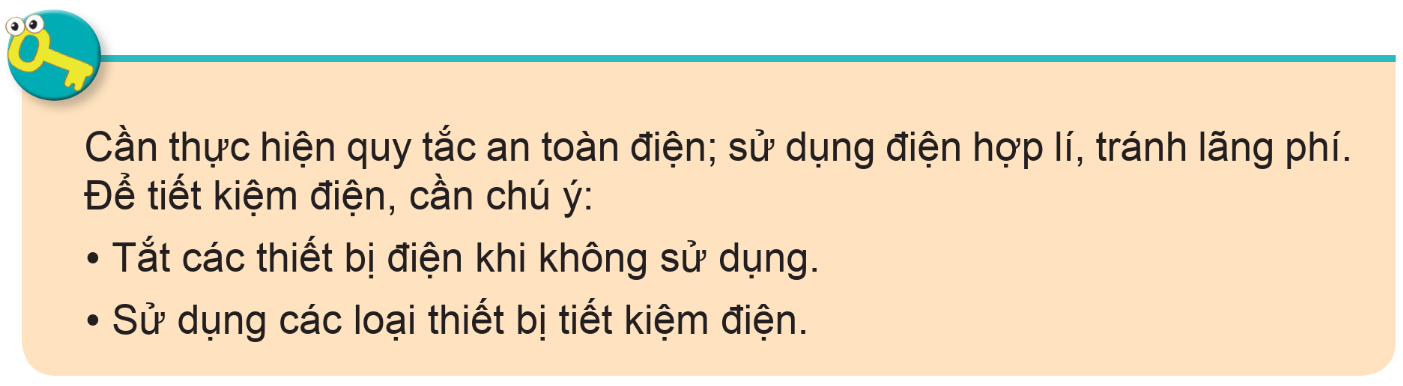 Cần thực hiện quy tắc an toàn điện; sử dụng điện hợp lí, tránh lãng phí.
Để tiết kiệm điện, cần chú ý:
• Tắt các thiết bị điện khi không sử dụng.
• Sử dụng các loại thiết bị tiết kiệm điện.